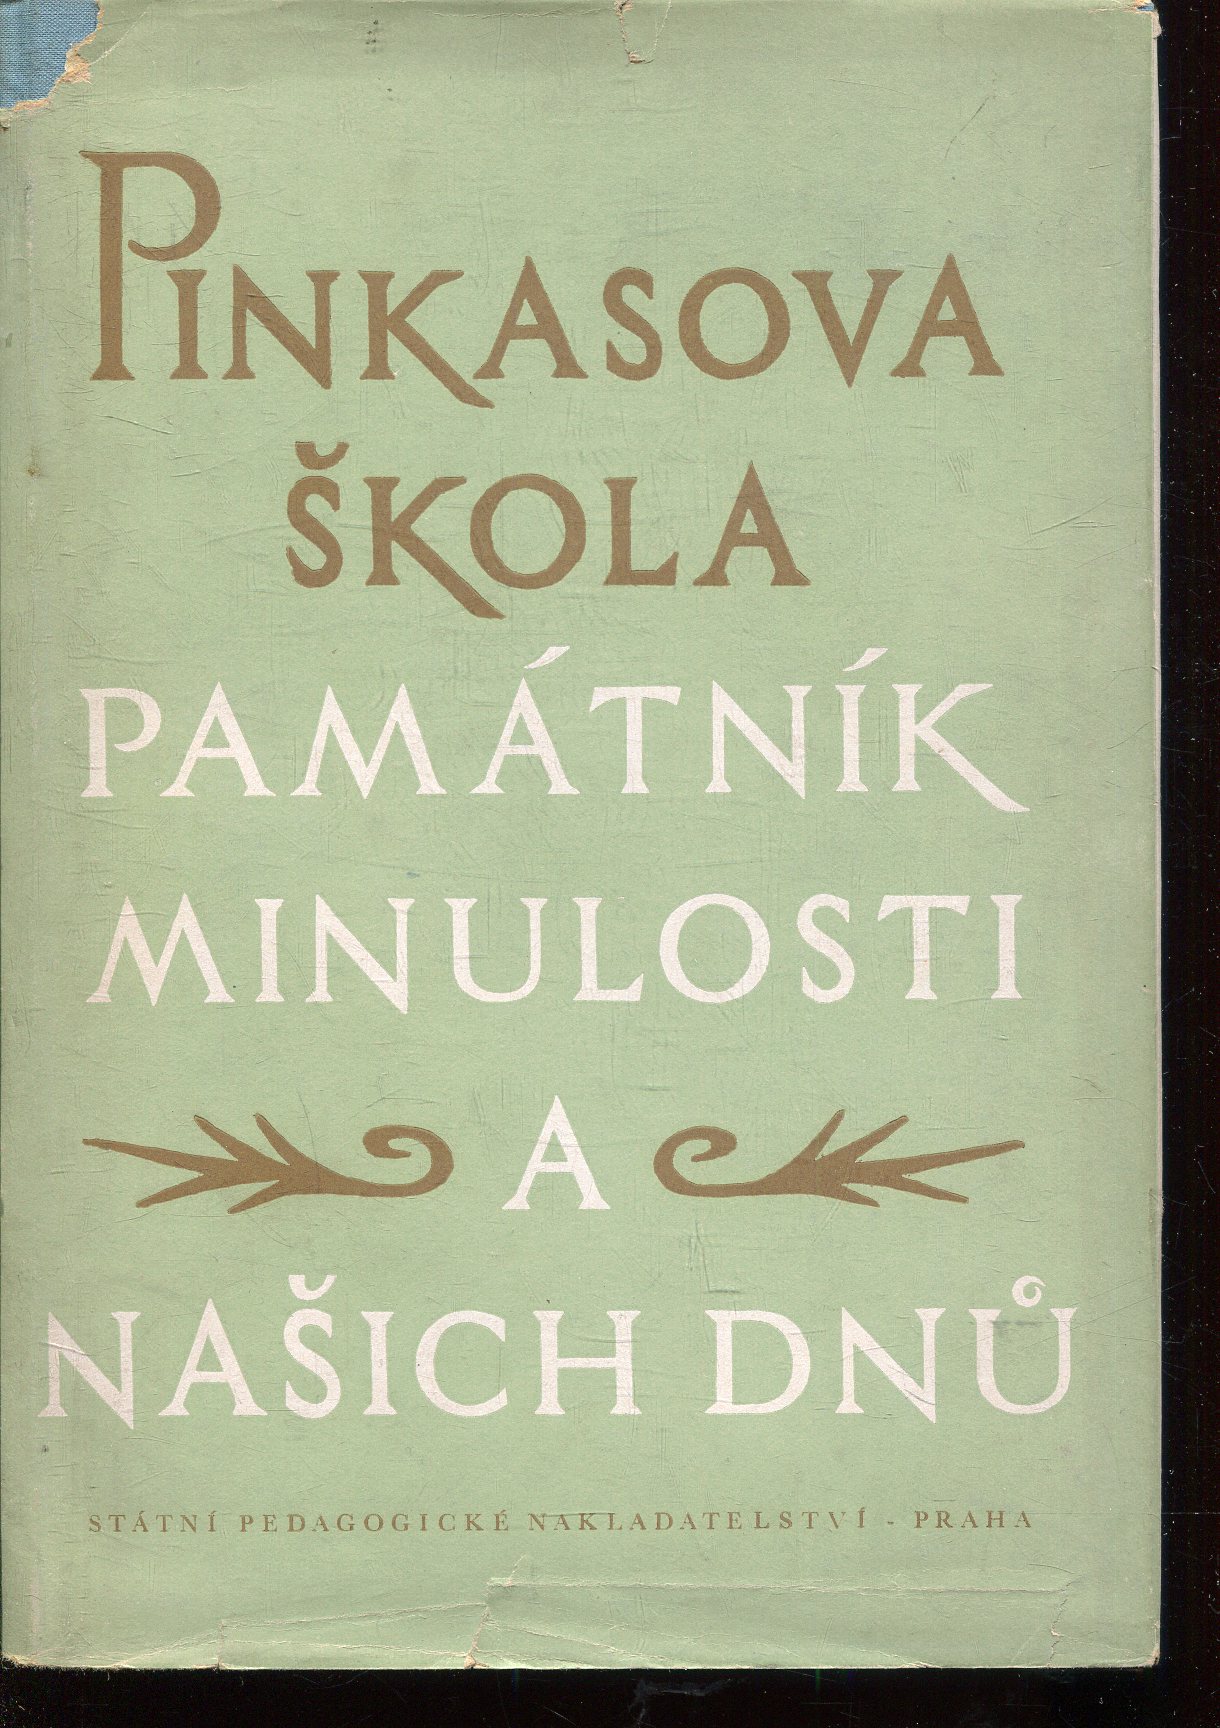 PINKASOVA
ŠKOLA
PAMÁTNÍK
MINULOSTI
A
NAŠICH DNŮ
STÁTNÍ PEDAGOGICKÉ NAKLADATELSTVÍ - PRAHA